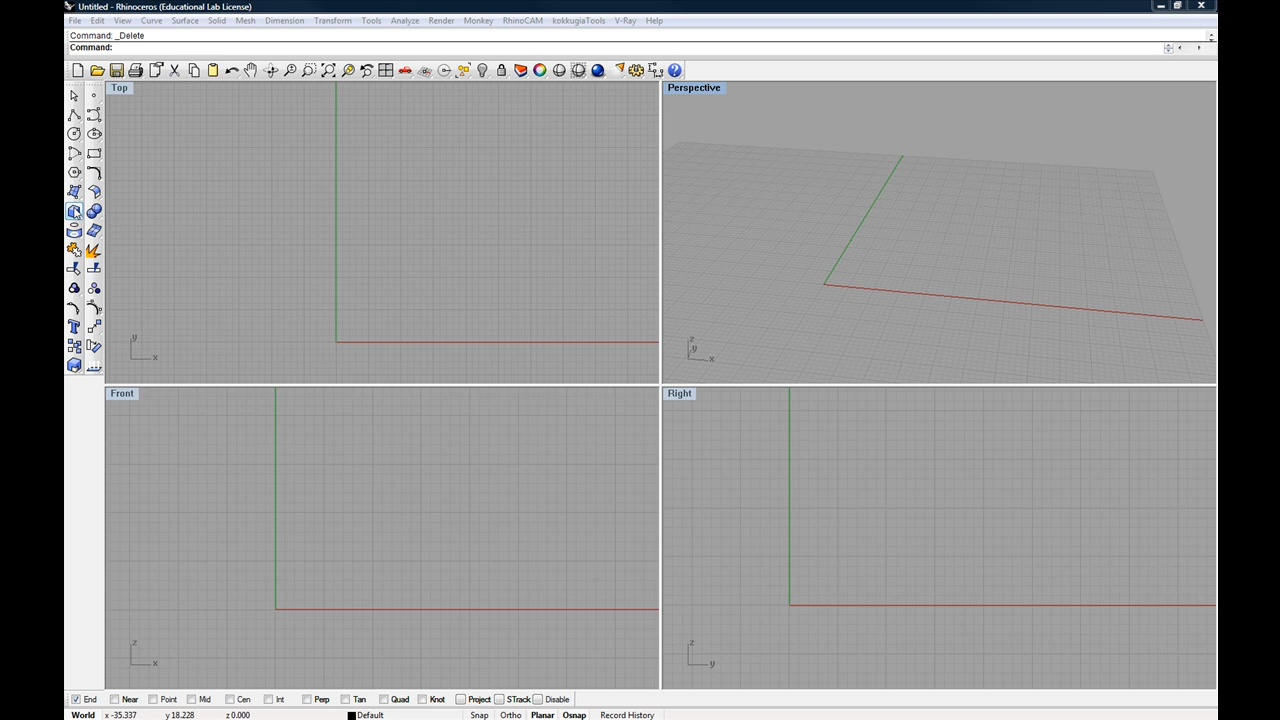 Untitled - Rhinoceros (Educational Lab License)
File Edit View Curve Surface Solid Mesh Dimension Transform Tools Analyze Render Monkey RhinoCAM kokkugiaTools V-Ray Help
Command: _Delete
Command:
Top
Perspective
y
x
z
y
x
Front
Right
z
x
z
y
End Near Point Mid Cen Int Perp Tan Quad Knot Project STrack Disable
World x -35.337 y 18.228 z 0.000 Default Snap Ortho Planar Osnap Record History